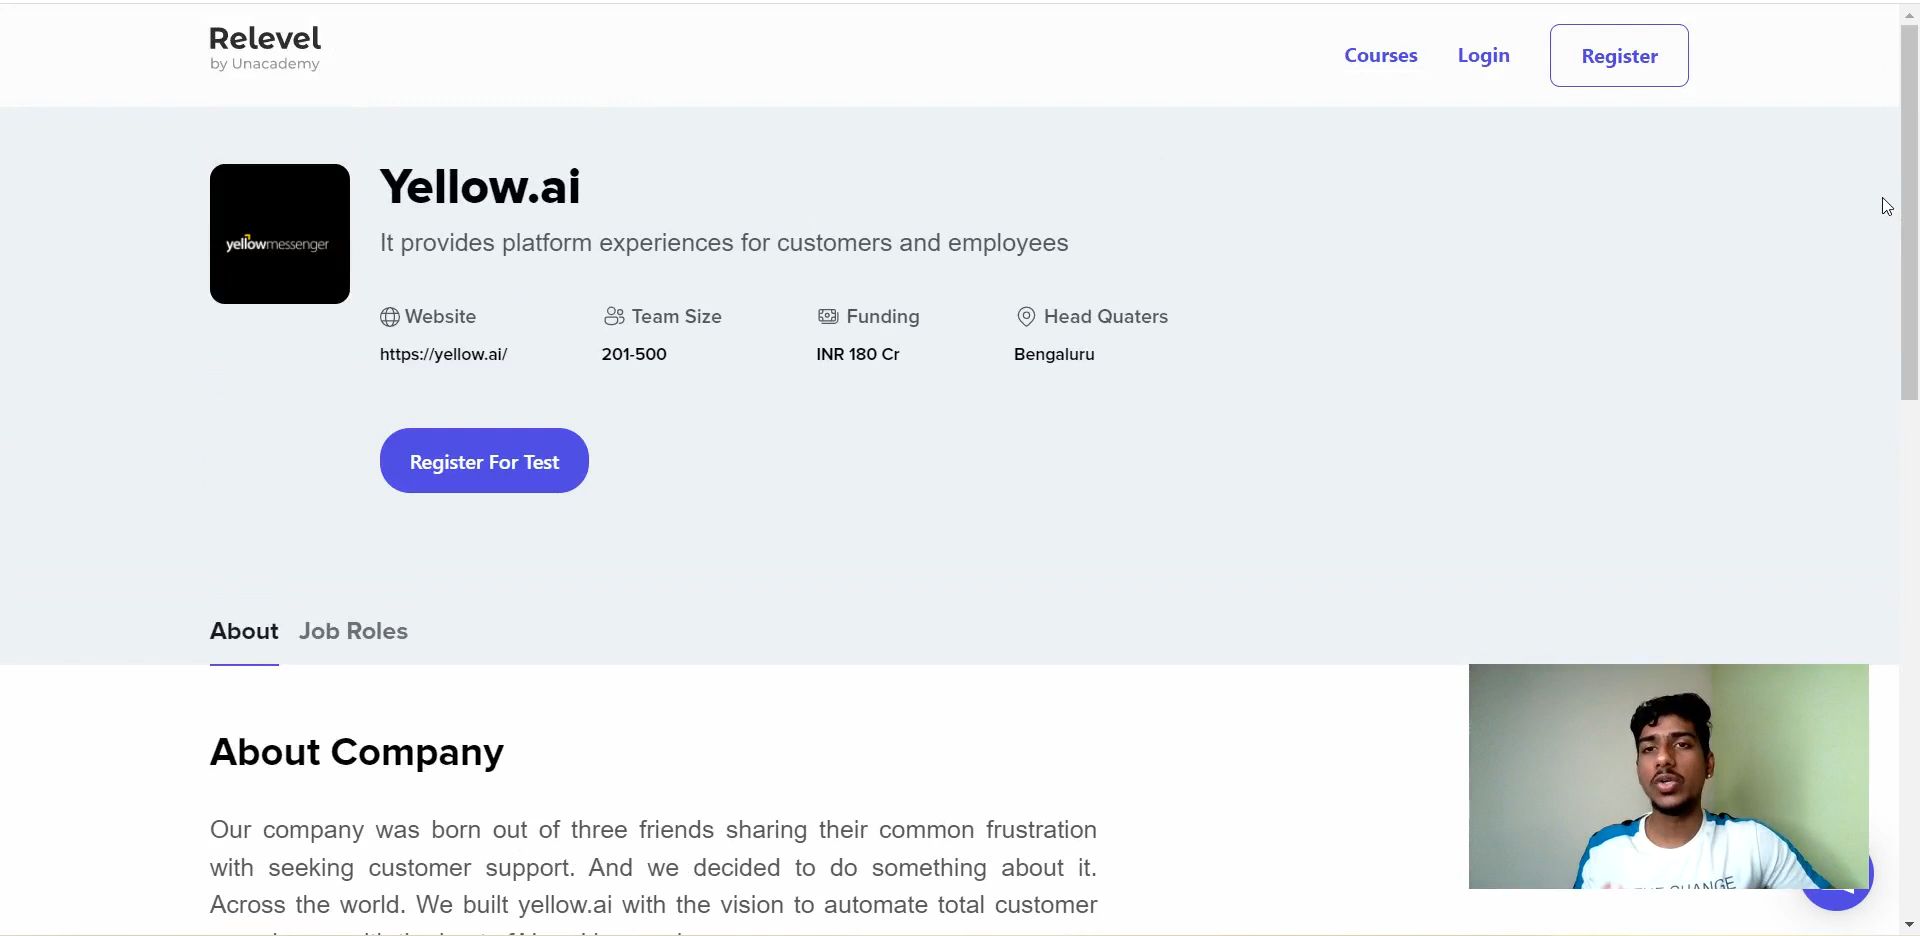 Relevel
by Unacademy
Courses Login Register
yellowmessenger
Yellow.ai
It provides platform experiences for customers and employees
Website Team Size Funding Head Quaters
https://yellow.ai/ 201-500 INR 180 Cr Bengaluru
Register For Test
About Job Roles
About Company
Our company was born out of three friends sharing their common frustration
with seeking customer support. And we decided to do something about it.
Across the world. We built yellow.ai with the vision to automate total customer
CHANGE